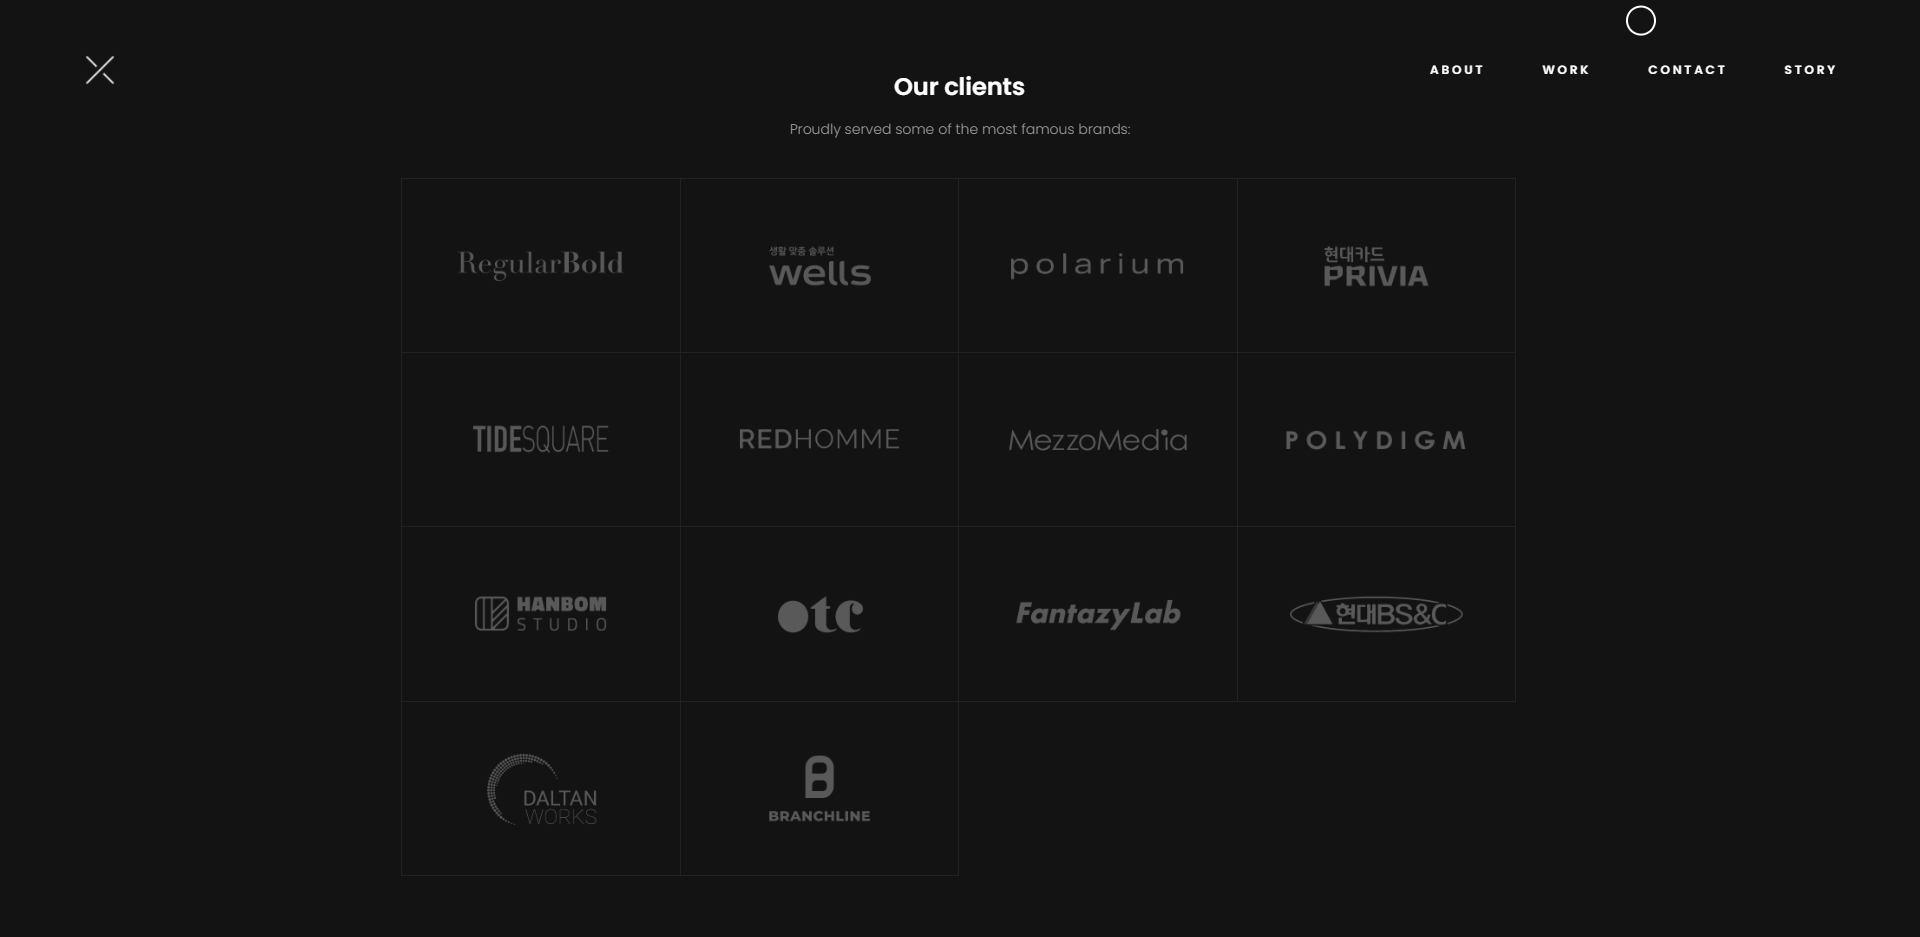 ABOUT WORK CONTACT STORY
Our clients
Proudly served some of the most famous brands:
RegularBold
생활 맞춤 솔루션
wells
polarium
현대카드
PRIVIA
TIDESQUARE
REDHOMME
MezzoMedia
POLYDIGM
HANBOM
STUDIO
otc
FantazyLab
현대BS&C
DALTAN
WORKS
B
BRANCHLINE